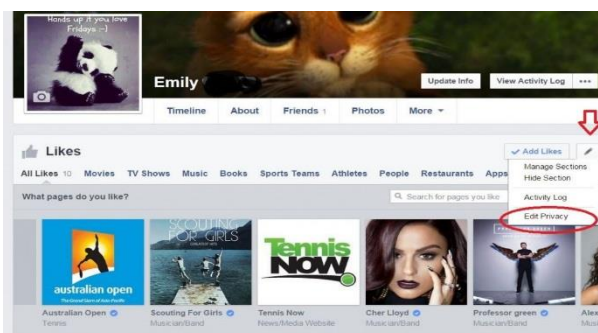 Hands up if you love
Fridays :-)
Emily
Update Info
View Activity Log
Timeline About Friends 1 Photos More
Likes
Add Likes
All Likes 10 Movies TV Shows Music Books Sports Teams Athletes People Restaurants Apps
Manage Sections
Hide Section
Activity Log
Edit Privacy
What pages do you like?
Search for pages you like
australian open
SCOUTING
FOR GIRLS
Tennis
NOW
Australian Open
Tennis
Scouting For Girls
Musician/Band
Tennis Now
News/Media Website
Cher Lloyd
Musician/Band
Professor green
Musician/Band
Alex